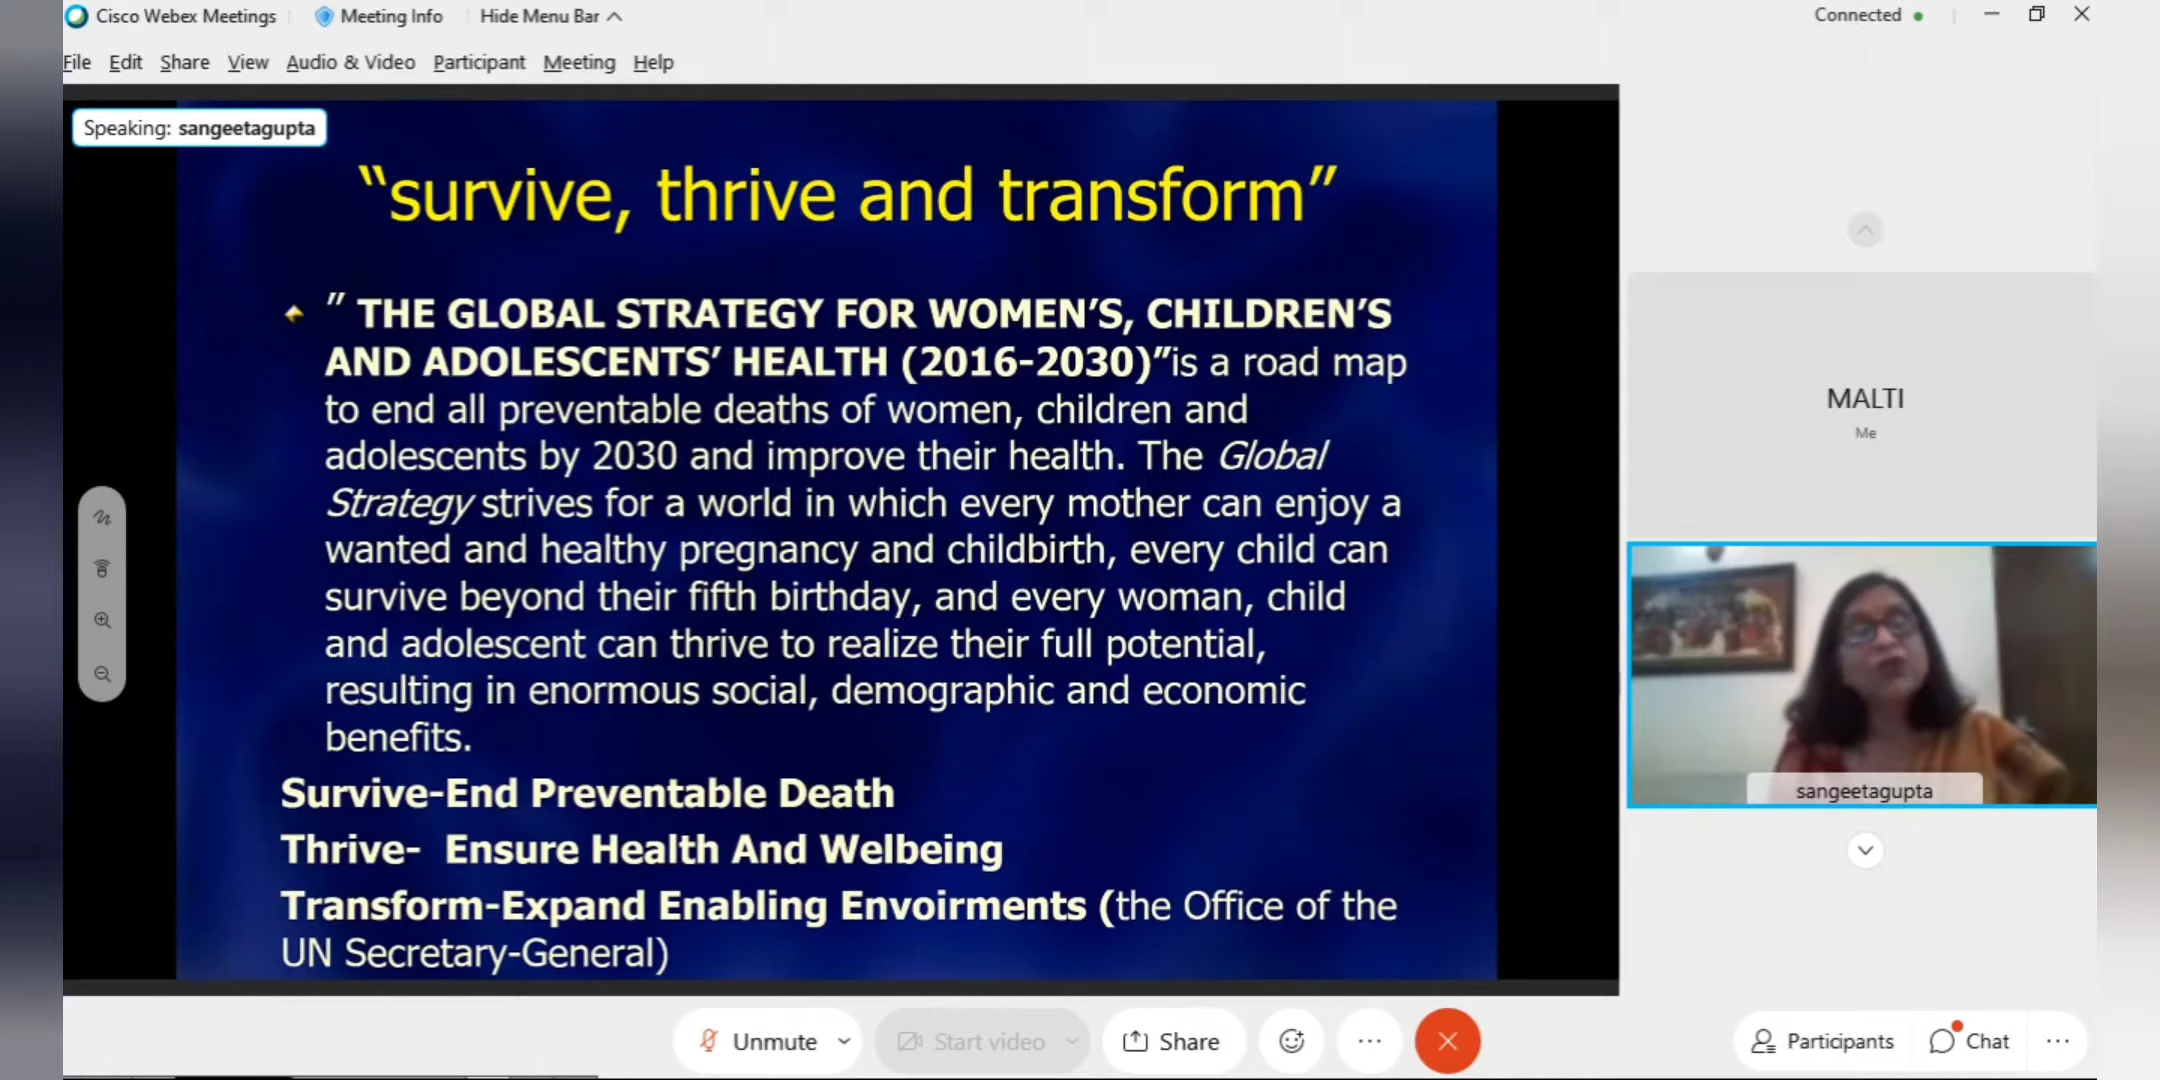 Cisco Webex Meetings
Meeting Info
Hide Menu Bar
Connected
File Edit Share View Audio & Video Participant Meeting Help
Speaking: sangeetagupta
“survive, thrive and transform”
” THE GLOBAL STRATEGY FOR WOMEN’S, CHILDREN’S
AND ADOLESCENTS’ HEALTH (2016-2030)”is a road map
to end all preventable deaths of women, children and
adolescents by 2030 and improve their health. The Global
Strategy strives for a world in which every mother can enjoy a
wanted and healthy pregnancy and childbirth, every child can
survive beyond their fifth birthday, and every woman, child
and adolescent can thrive to realize their full potential,
resulting in enormous social, demographic and economic
benefits.
Survive-End Preventable Death
Thrive- Ensure Health And Welbeing
Transform-Expand Enabling Envoirments (the Office of the
UN Secretary-General)
MALTI
Me
sangeetagupta
Unmute
Start video
Share
Participants
Chat